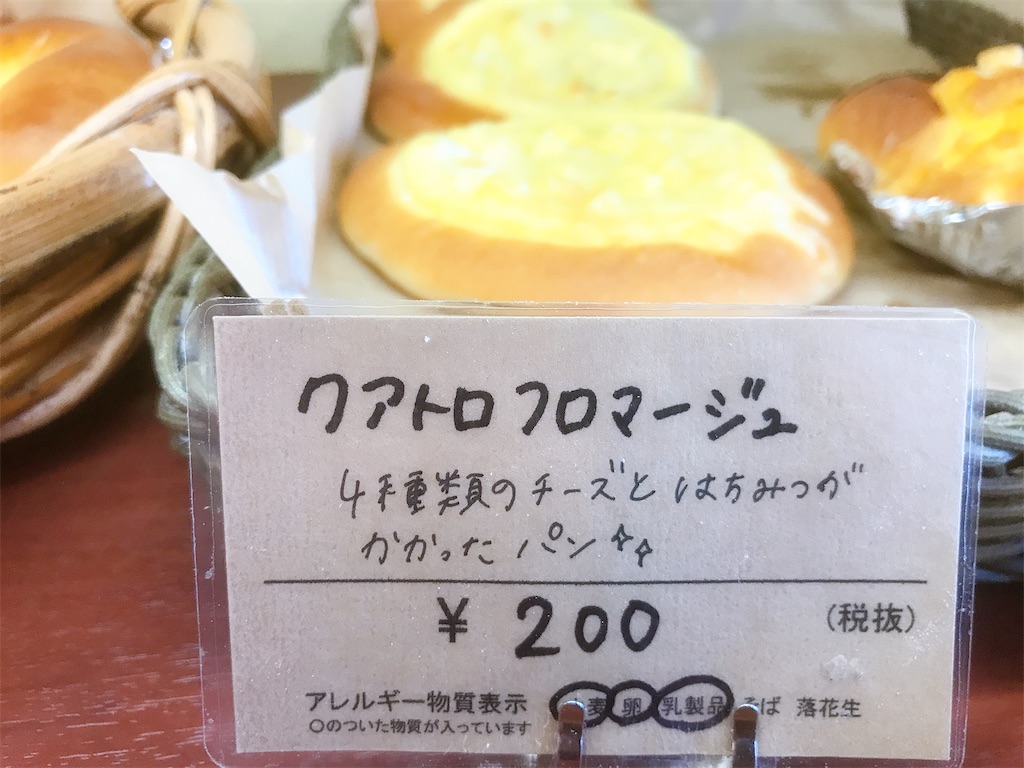 クアトロフロマージュ
4種類のチーズとはちみつが
かかったパン
¥ 200 (税抜)
アレルギー物質表示 小麦 卵 乳製品 そば 落花生
○のついた物質が入っています